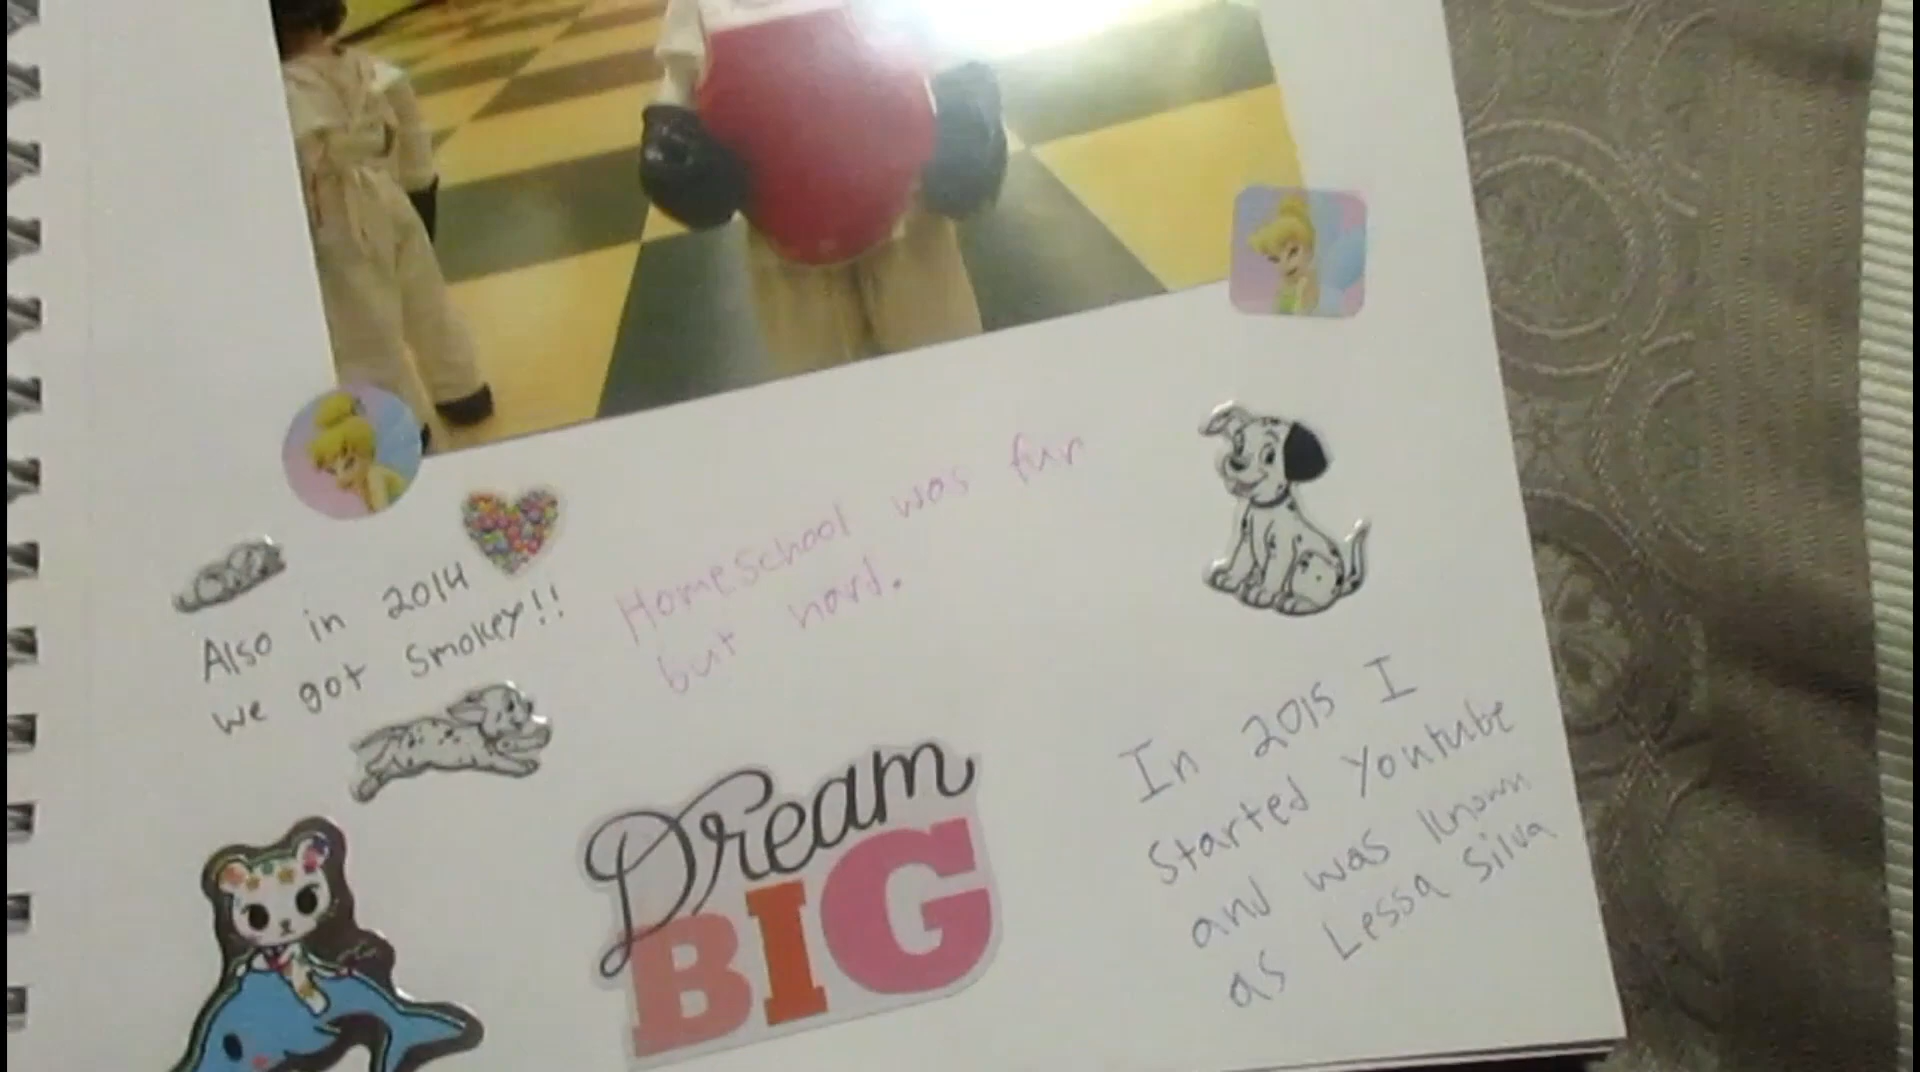 Also in 2014
we got Smokey!!
HomeSchool was fun
but hard.
Dream
BIG
In 2015 I
Started Youtube
and was known
as Lessa Silva